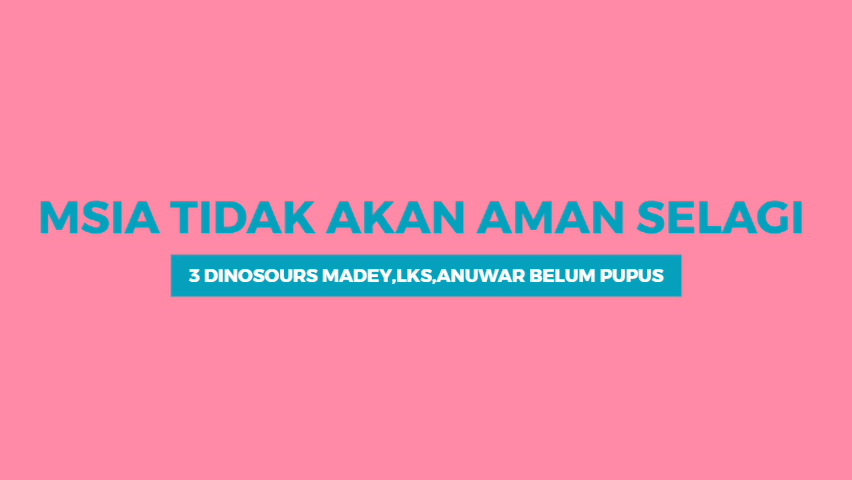 MSIA TIDAK AKAN AMAN SELAGI
3 DINOSOURS MADEY,LKS,ANUWAR BELUM PUPUS